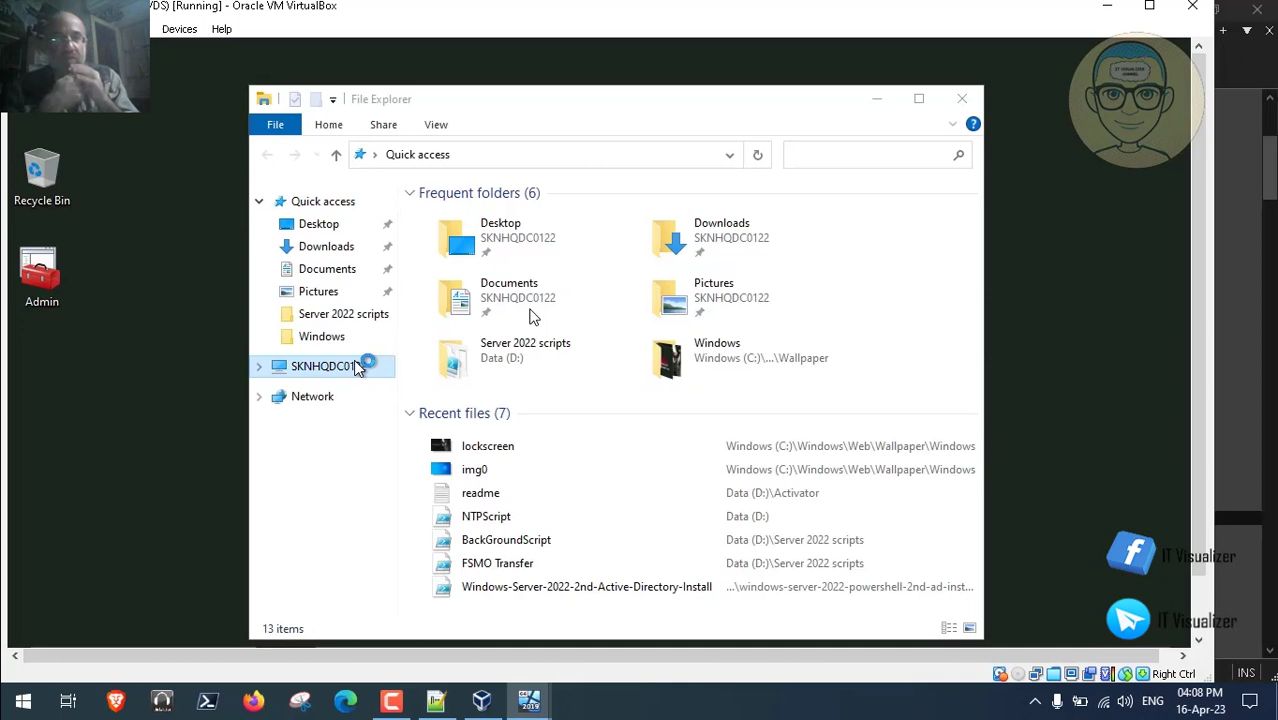 VDS) [Running] - Oracle VM VirtualBox
Devices Help
IT VISUALIZER
CHANNEL
File Explorer
File Home Share View
Quick access
Recycle Bin
Admin
Quick access
Desktop
Downloads
Documents
Pictures
Server 2022 scripts
Windows
Network
Frequent folders (6)
Desktop
SKNHQDC0122
Downloads
SKNHQDC0122
Documents
SKNHQDC0122
Pictures
SKNHQDC0122
Server 2022 scripts
Data (D:)
Windows
Windows (C:)\...\Wallpaper
Recent files (7)
lockscreen Windows (C:)\Windows\Web\Wallpaper\Windows
img0 Windows (C:)\Windows\Web\Wallpaper\Windows
readme Data (D:)\Activator
NTPScript Data (D:)
BackGroundScript Data (D:)\Server 2022 scripts
FSMO Transfer Data (D:)\Server 2022 scripts
Windows-Server-2022-2nd-Active-Directory-Install ...\windows-server-2022-powershell-2nd-ad-inst...
13 items
IT Visualizer
IT Visualizer
Right Ctrl
INS
2019
ENG
04:08 PM
16-Apr-23